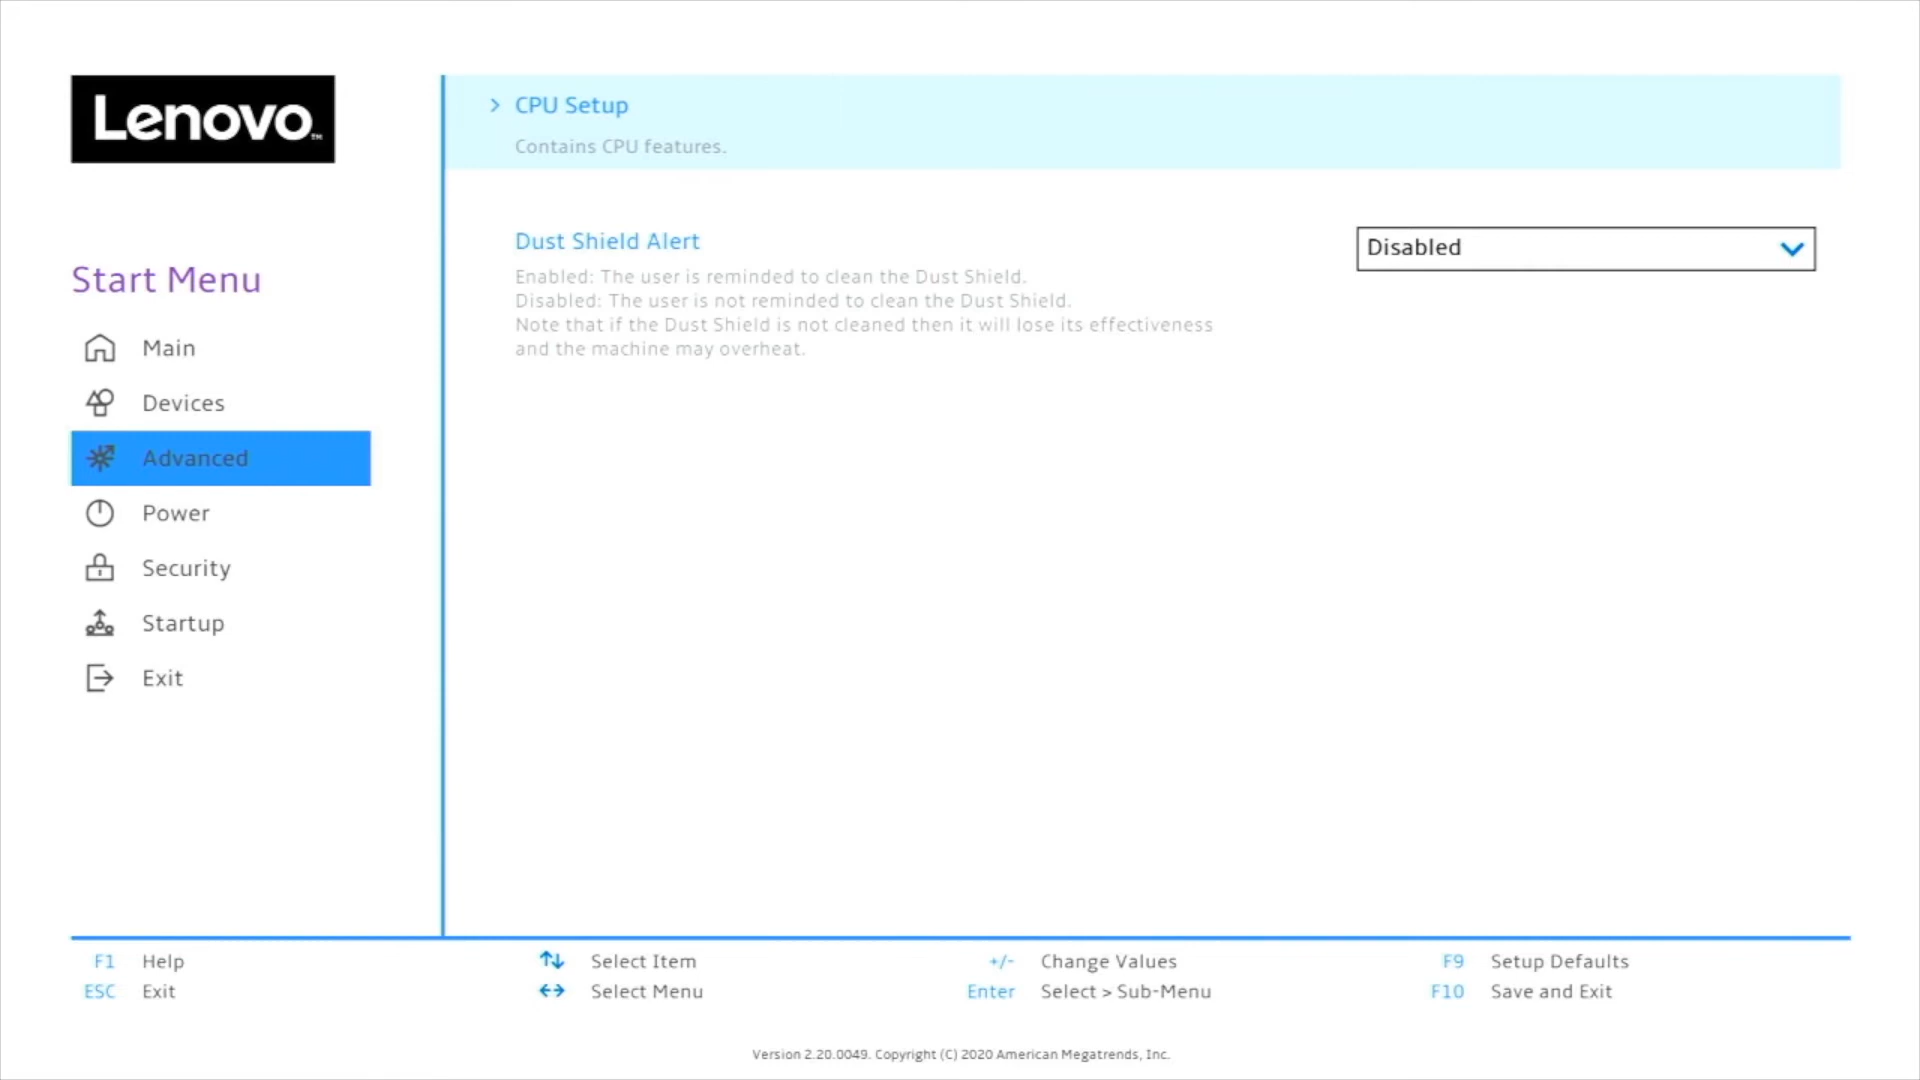 Lenovo™
Start Menu
Main
Devices
Advanced
Power
Security
Startup
Exit
> CPU Setup
Contains CPU features.
Dust Shield Alert
Disabled
Enabled: The user is reminded to clean the Dust Shield.
Disabled: The user is not reminded to clean the Dust Shield.
Note that if the Dust Shield is not cleaned then it will lose its effectiveness
and the machine may overheat.
F1 Help ↑↓ Select Item +/- Change Values F9 Setup Defaults
ESC Exit ←→ Select Menu Enter Select > Sub-Menu F10 Save and Exit
Version 2.20.0049. Copyright (C) 2020 American Megatrends, Inc.